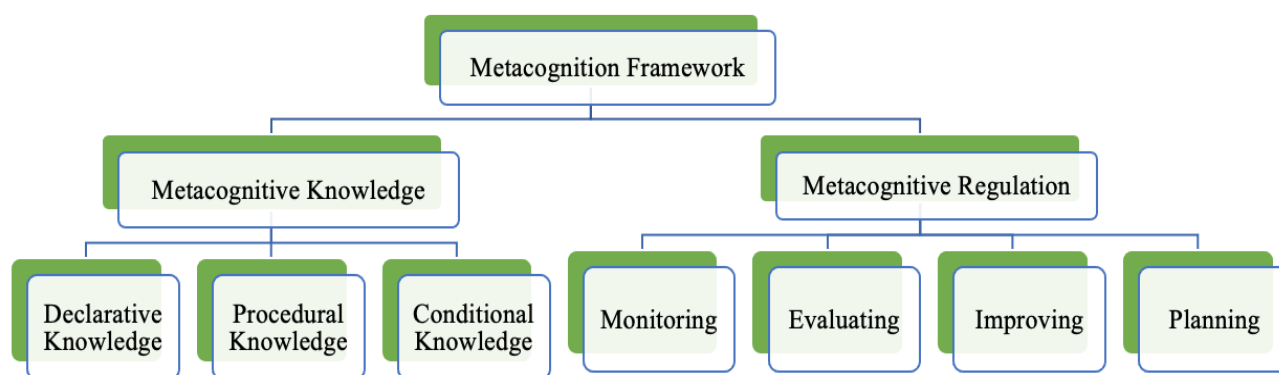 Metacognition Framework
Metacognitive Knowledge
Metacognitive Regulation
Declarative
Knowledge
Procedural
Knowledge
Conditional
Knowledge
Monitoring
Evaluating
Improving
Planning